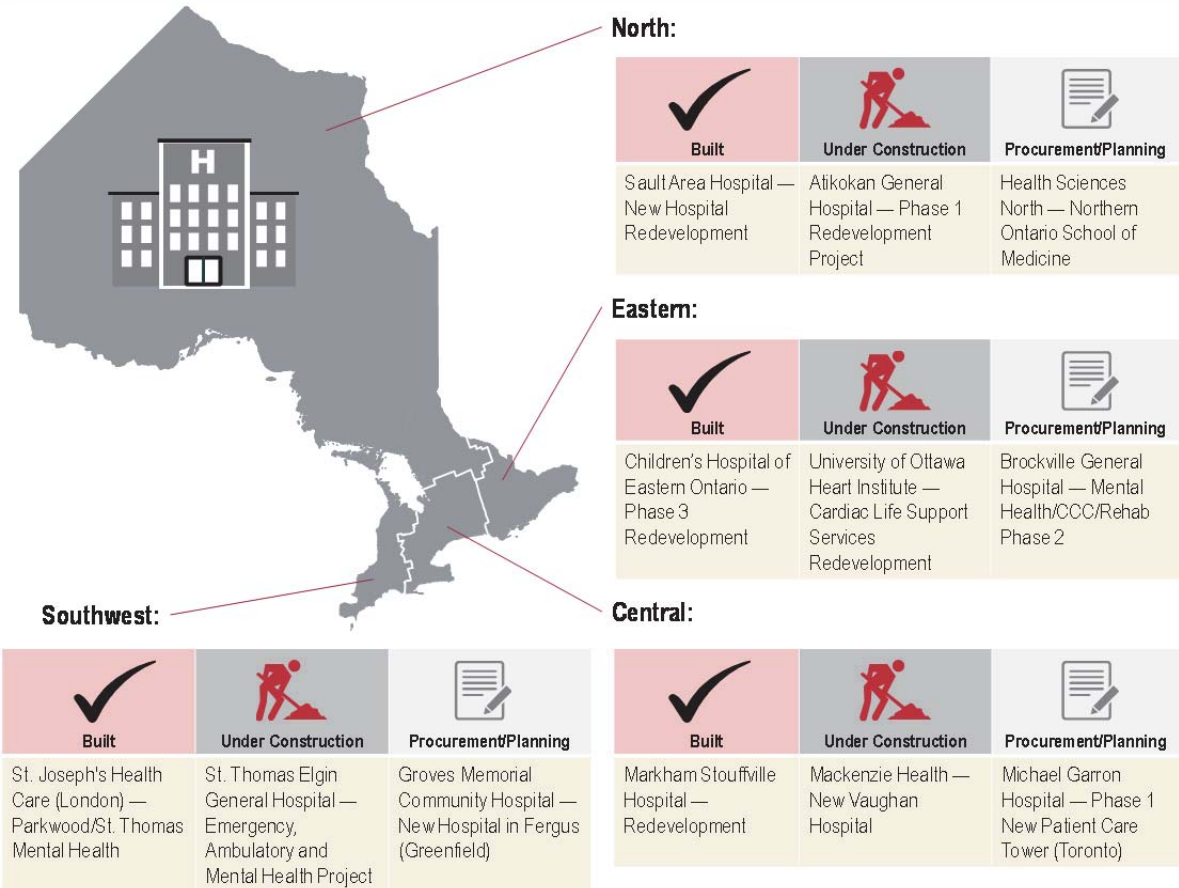 H
North:
Built
Under Construction
Procurement/Planning
Sault Area Hospital —
New Hospital
Redevelopment
Atikokan General
Hospital — Phase 1
Redevelopment
Project
Health Sciences
North — Northern
Ontario School of
Medicine
Eastern:
Built
Under Construction
Procurement/Planning
Children's Hospital of
Eastern Ontario —
Phase 3
Redevelopment
University of Ottawa
Heart Institute —
Cardiac Life Support
Services
Redevelopment
Brockville General
Hospital — Mental
Health/CCC/Rehab
Phase 2
Southwest:
Built
Under Construction
Procurement/Planning
St. Joseph's Health
Care (London) —
Parkwood/St. Thomas
Mental Health
St. Thomas Elgin
General Hospital —
Emergency,
Ambulatory and
Mental Health Project
Groves Memorial
Community Hospital —
New Hospital in Fergus
(Greenfield)
Central:
Built
Under Construction
Procurement/Planning
Markham Stouffville
Hospital —
Redevelopment
Mackenzie Health —
New Vaughan
Hospital
Michael Garron
Hospital — Phase 1
New Patient Care
Tower (Toronto)